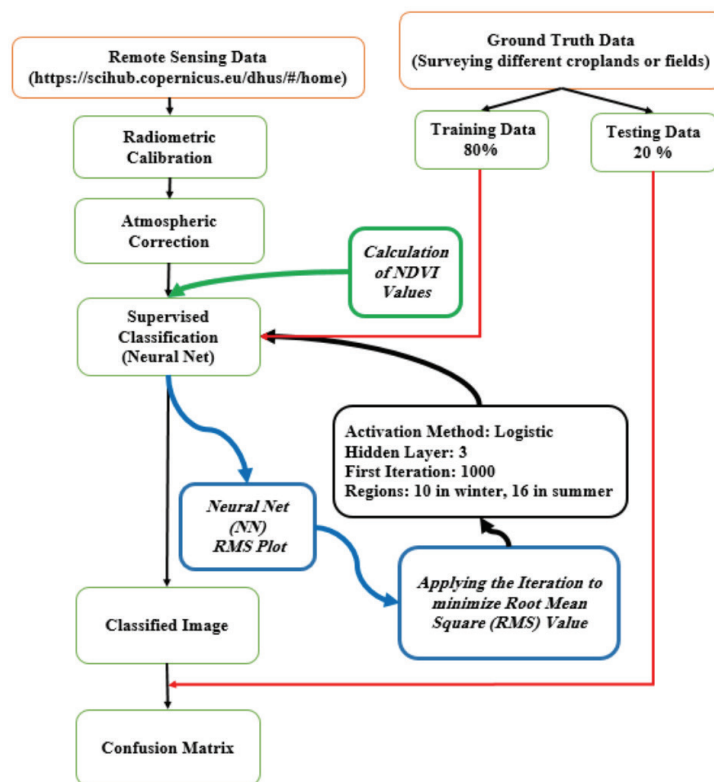 Remote Sensing Data
(https://scihub.copernicus.eu/dhus/#/home)
Ground Truth Data
(Surveying different croplands or fields)
Radiometric
Calibration
Training Data
80%
Testing Data
20 %
Atmospheric
Correction
Calculation
of NDVI
Values
Supervised
Classification
(Neural Net)
Activation Method: Logistic
Hidden Layer: 3
First Iteration: 1000
Regions: 10 in winter, 16 in summer
Neural Net
(NN)
RMS Plot
Applying the Iteration to
minimize Root Mean
Square (RMS) Value
Classified Image
Confusion Matrix